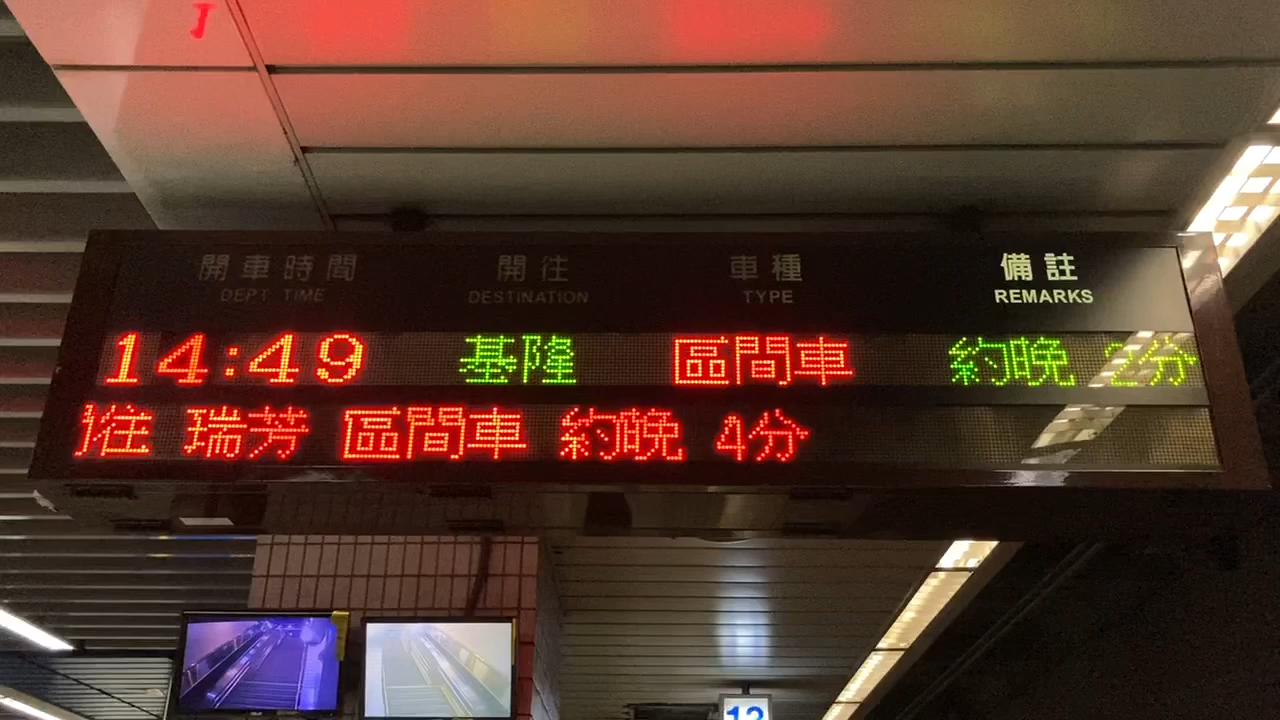 開車時間 開往 車種 備註
DEPT TIME DESTINATION TYPE REMARKS
14:49 基隆 區間車 約晚 2分
往 瑞芳 區間車 約晚 4分
12